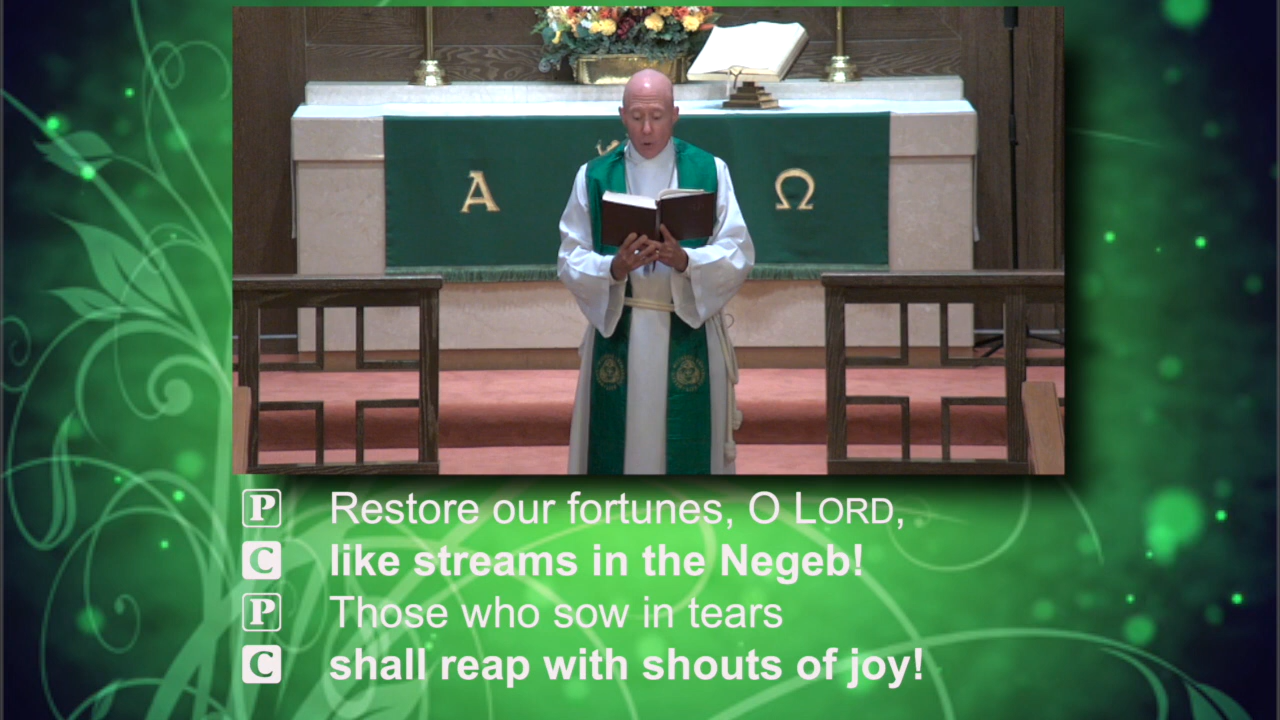 Α Ω
P Restore our fortunes, O LORD,
C like streams in the Negeb!
P Those who sow in tears
C shall reap with shouts of joy!